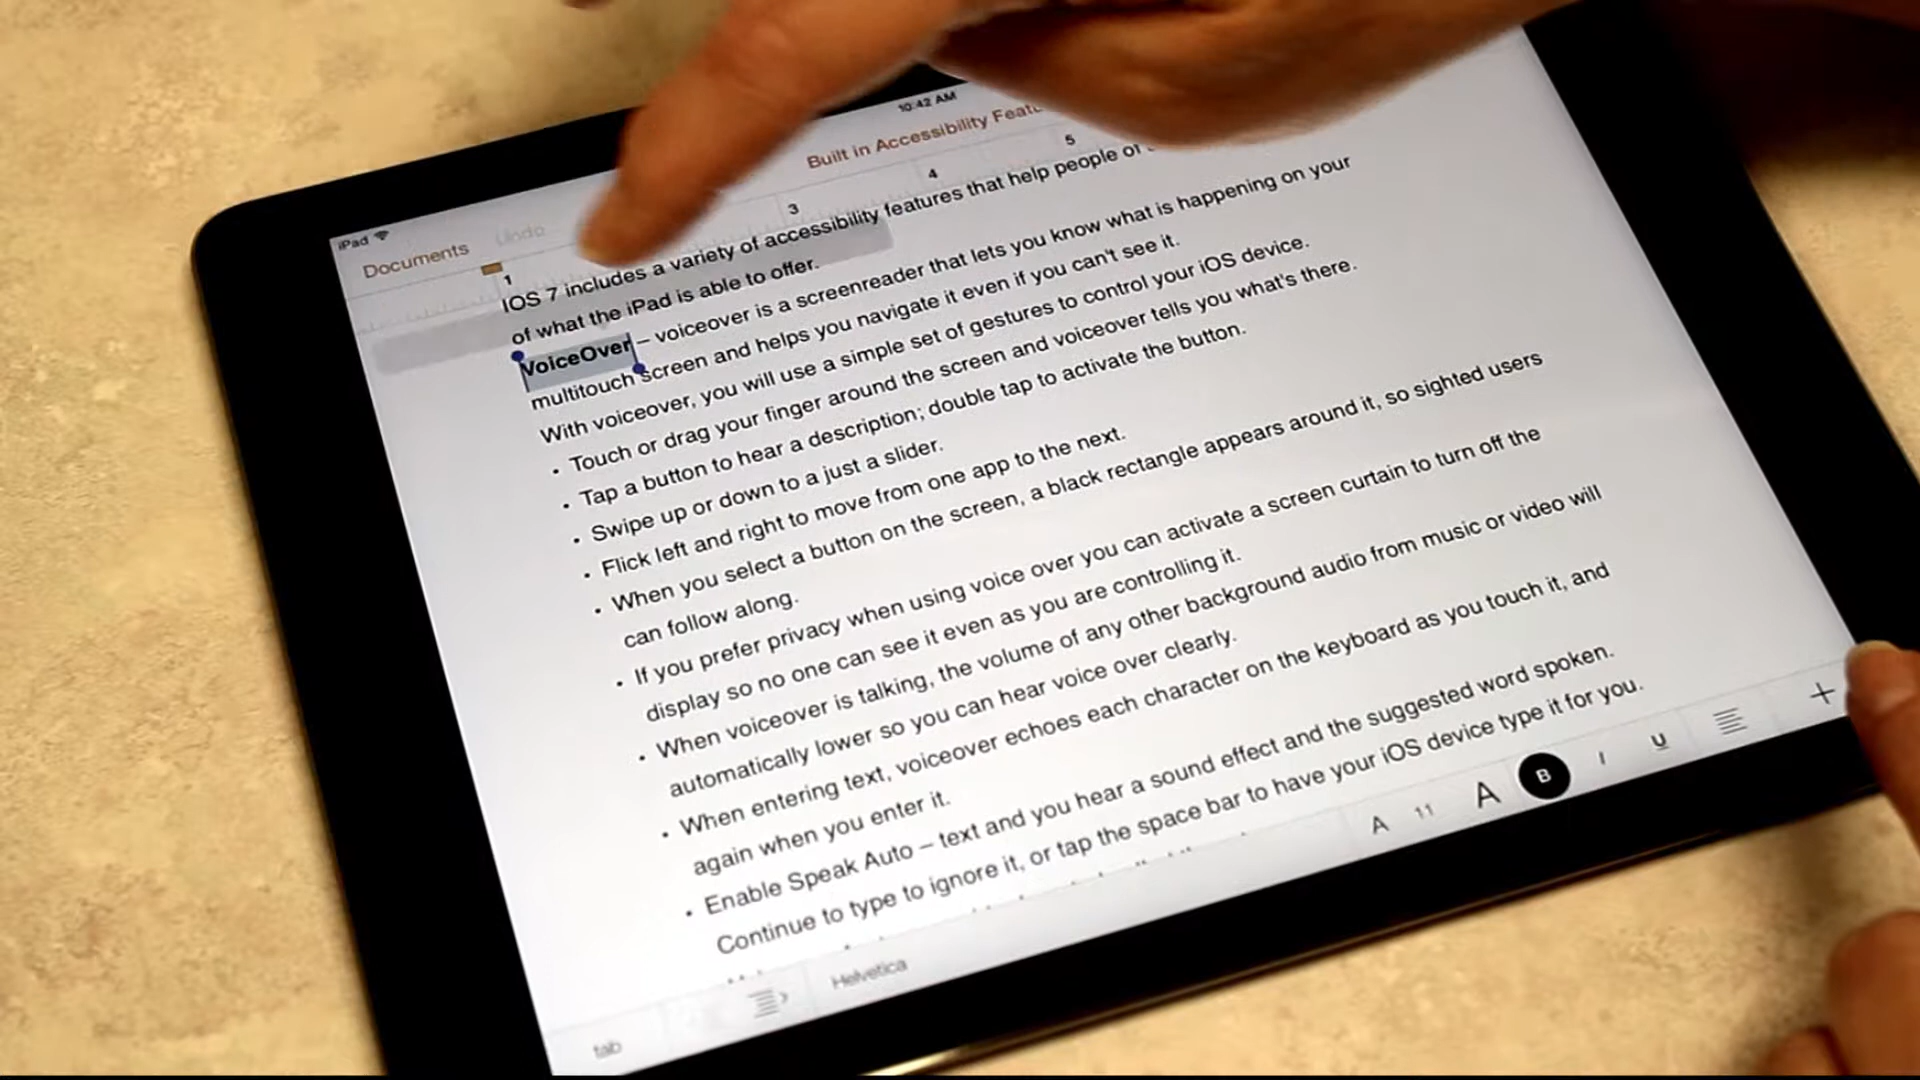 iPad 10:42 AM
Documents Undo Built in Accessibility Featu
1 3 4 5
IOS 7 includes a variety of accessibility features that help people of
of what the iPad is able to offer.
VoiceOver – voiceover is a screenreader that lets you know what is happening on your
multitouch screen and helps you navigate it even if you can't see it.
With voiceover, you will use a simple set of gestures to control your iOS device.
• Touch or drag your finger around the screen and voiceover tells you what's there.
• Tap a button to hear a description; double tap to activate the button.
• Swipe up or down to a just a slider.
• Flick left and right to move from one app to the next.
• When you select a button on the screen, a black rectangle appears around it, so sighted users
can follow along.
• If you prefer privacy when using voice over you can activate a screen curtain to turn off the
display so no one can see it even as you are controlling it.
• When voiceover is talking, the volume of any other background audio from music or video will
automatically lower so you can hear voice over clearly.
• When entering text, voiceover echoes each character on the keyboard as you touch it, and
again when you enter it.
• Enable Speak Auto – text and you hear a sound effect and the suggested word spoken.
Continue to type to ignore it, or tap the space bar to have your iOS device type it for you.
tab Helvetica A 11 A B I U +